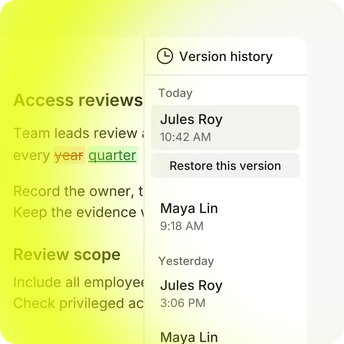 Access reviews
Team leads review
every year quarter
Record the owner,
Keep the evidence
Review scope
Include all employee
Check privileged
Version history
Today
Jules Roy
10:42 AM
Restore this version
Maya Lin
9:18 AM
Yesterday
Jules Roy
3:06 PM
Maya Lin